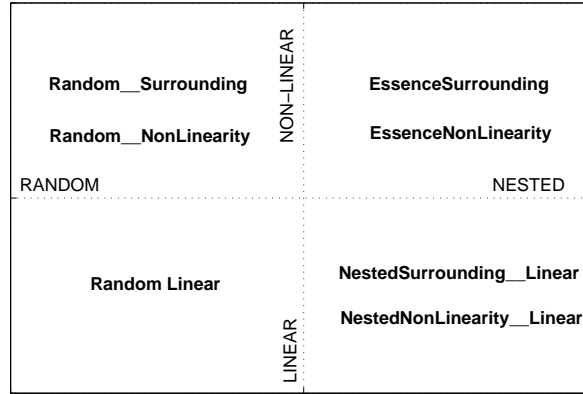 Random__Surrounding
Random__NonLinearity
NON–LINEAR
EssenceSurrounding
EssenceNonLinearity
RANDOM
NESTED
Random Linear
LINEAR
NestedSurrounding__Linear
NestedNonLinearity__Linear